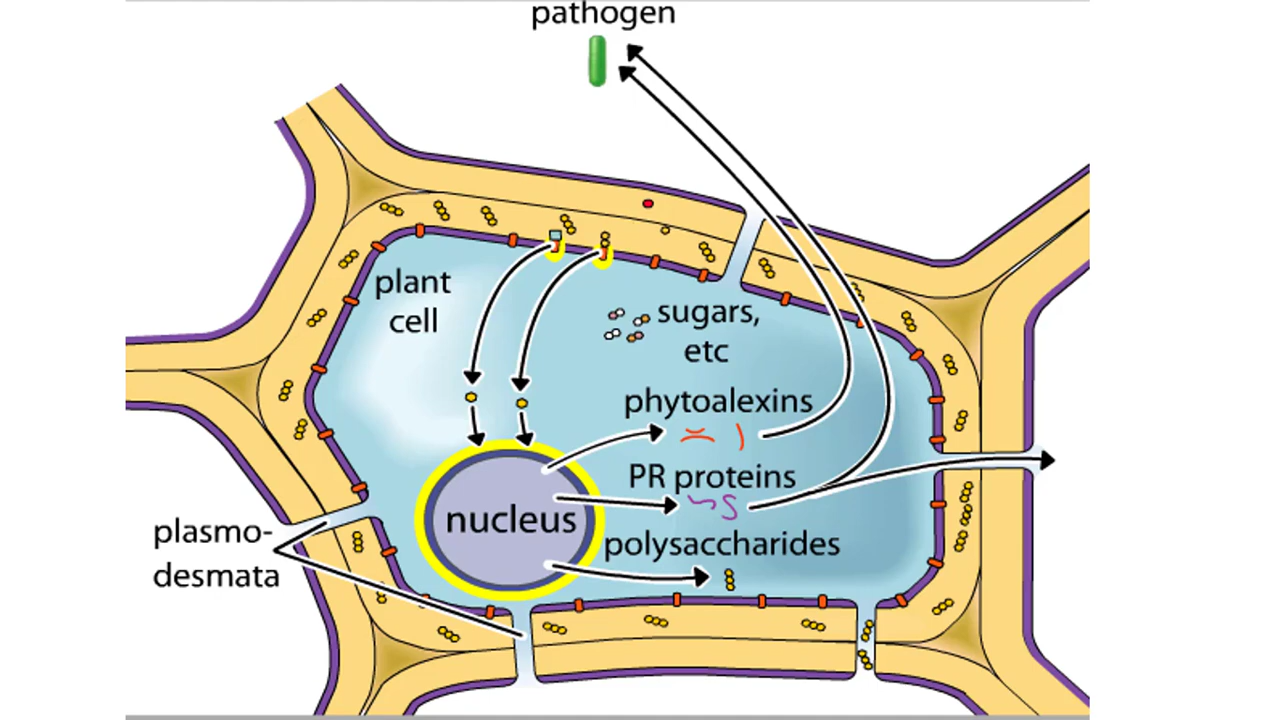 pathogen
plant
cell
sugars,
etc
phytoalexins
PR proteins
nucleus
polysaccharides
plasmo-
desmata